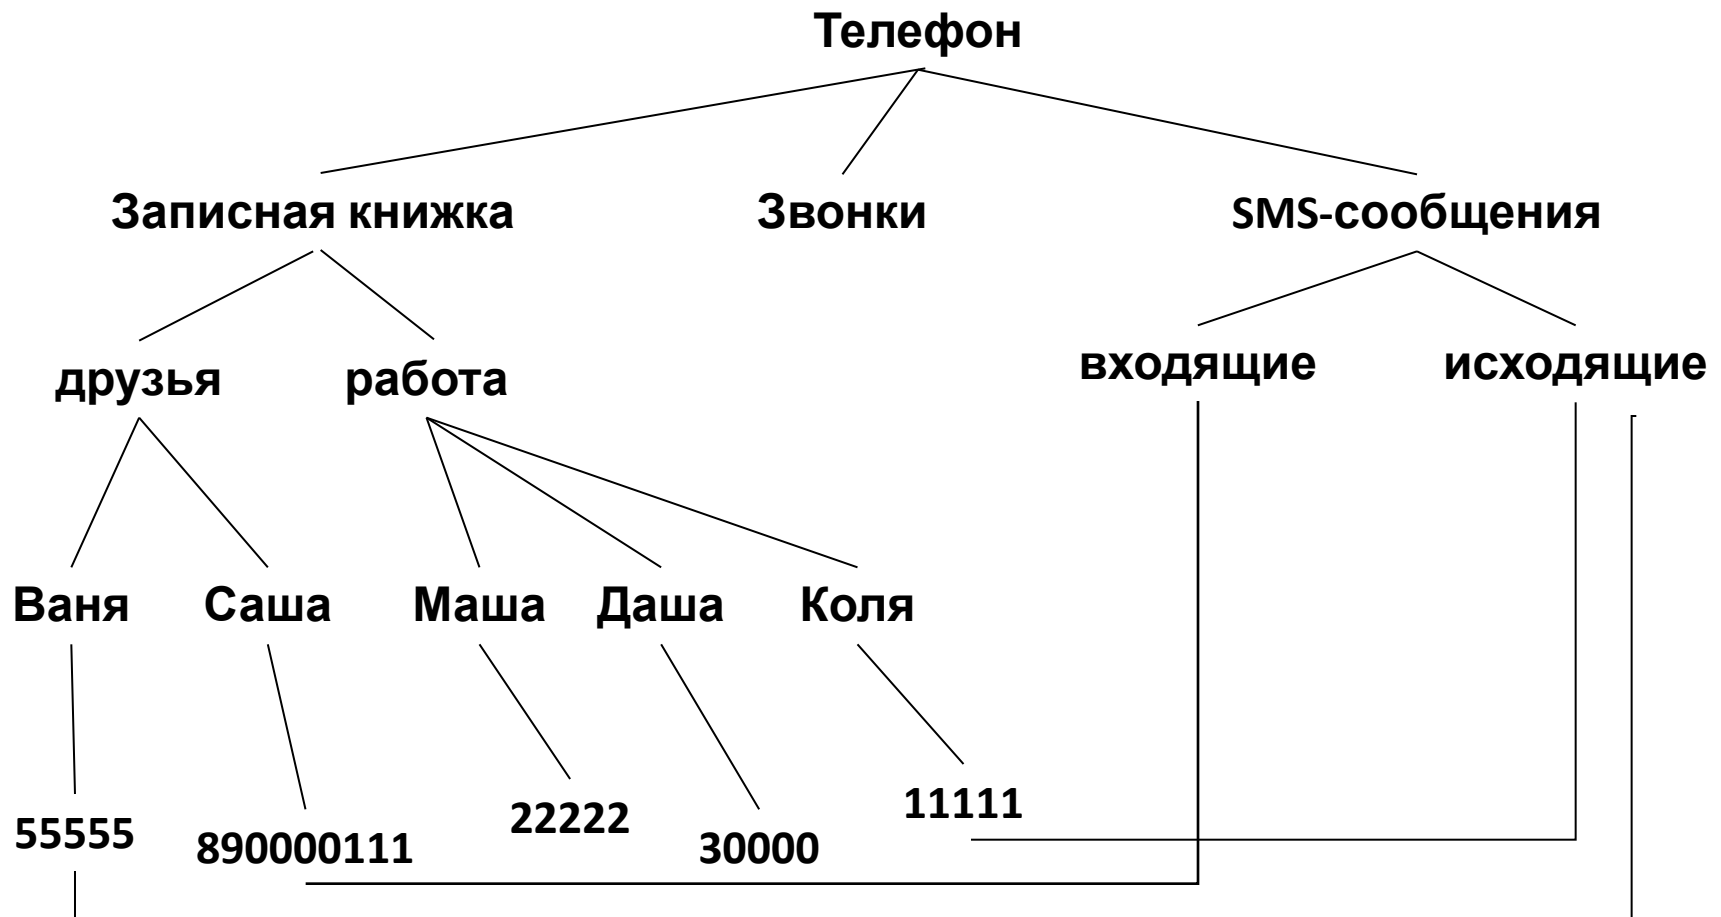 Телефон
Записная книжка Звонки SMS-сообщения
друзья работа входящие исходящие
Ваня Саша Маша Даша Коля
55555 890000111 22222 30000 11111